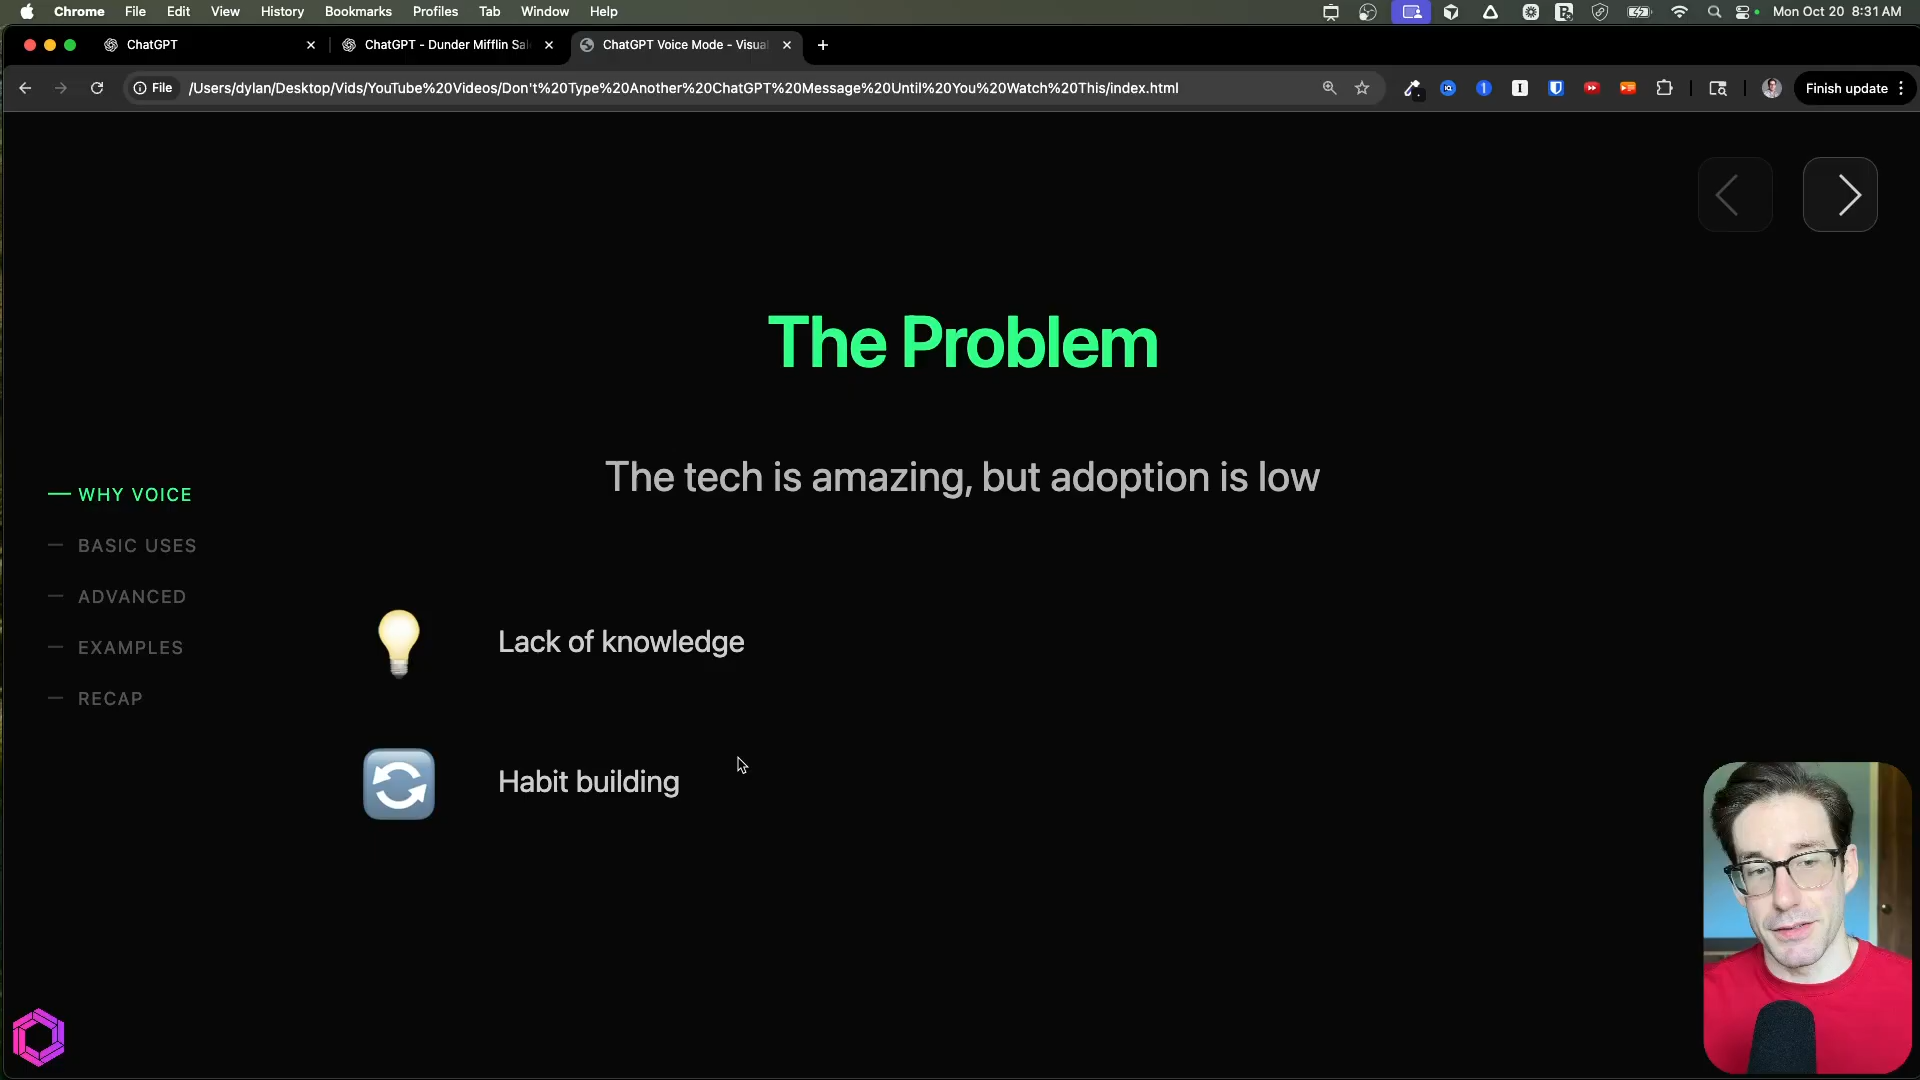 Chrome File Edit View History Bookmarks Profiles Tab Window Help Mon Oct 20 8:31 AM
ChatGPT ChatGPT - Dunder Mifflin Sal ChatGPT Voice Mode - Visual
File /Users/dylan/Desktop/Vids/YouTube%20Videos/Don't%20Type%20Another%20ChatGPT%20Message%20Until%20You%20Watch%20This/index.html Finish update
The Problem
The tech is amazing, but adoption is low
WHY VOICE
BASIC USES
ADVANCED
EXAMPLES
RECAP
Lack of knowledge
Habit building